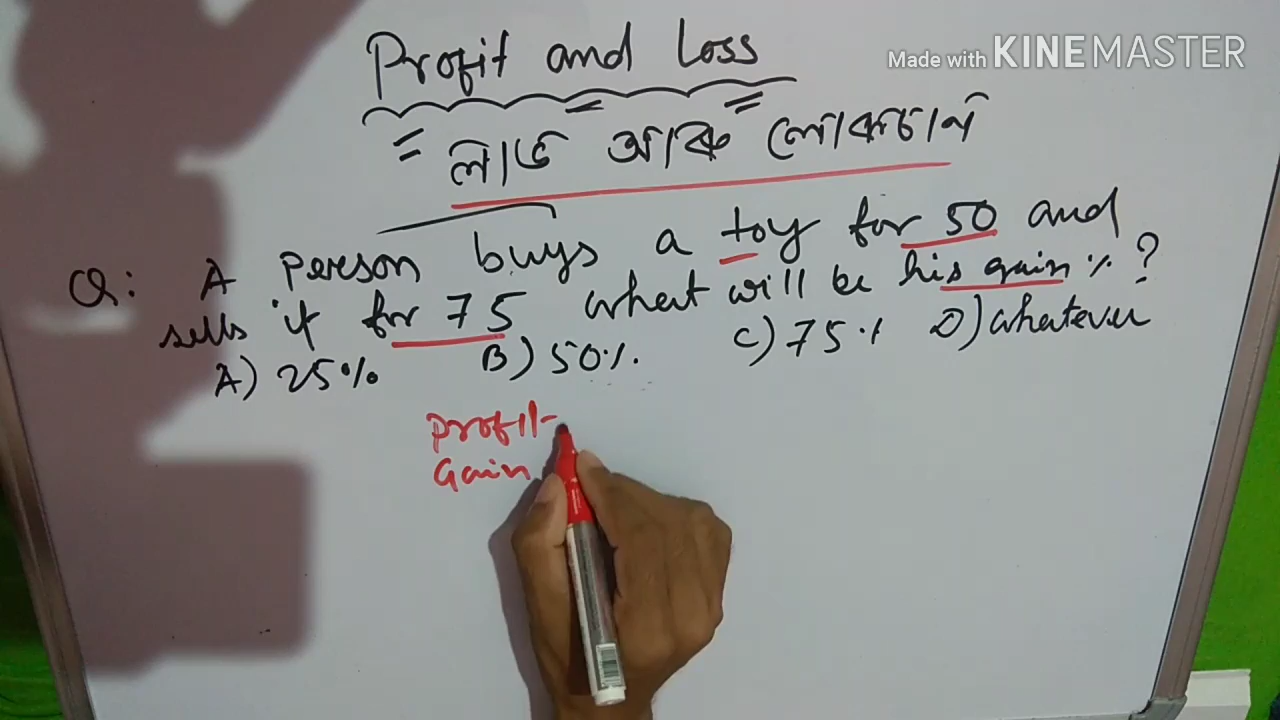 Made with KINEMASTER
Profit and Loss
= লাভ আৰু লোকচান
Q: A person buys a toy for 50 and
sells it for 75 what will be his gain % ?
A) 25% B) 50% C) 75% D) Whatever
Profit
Gain